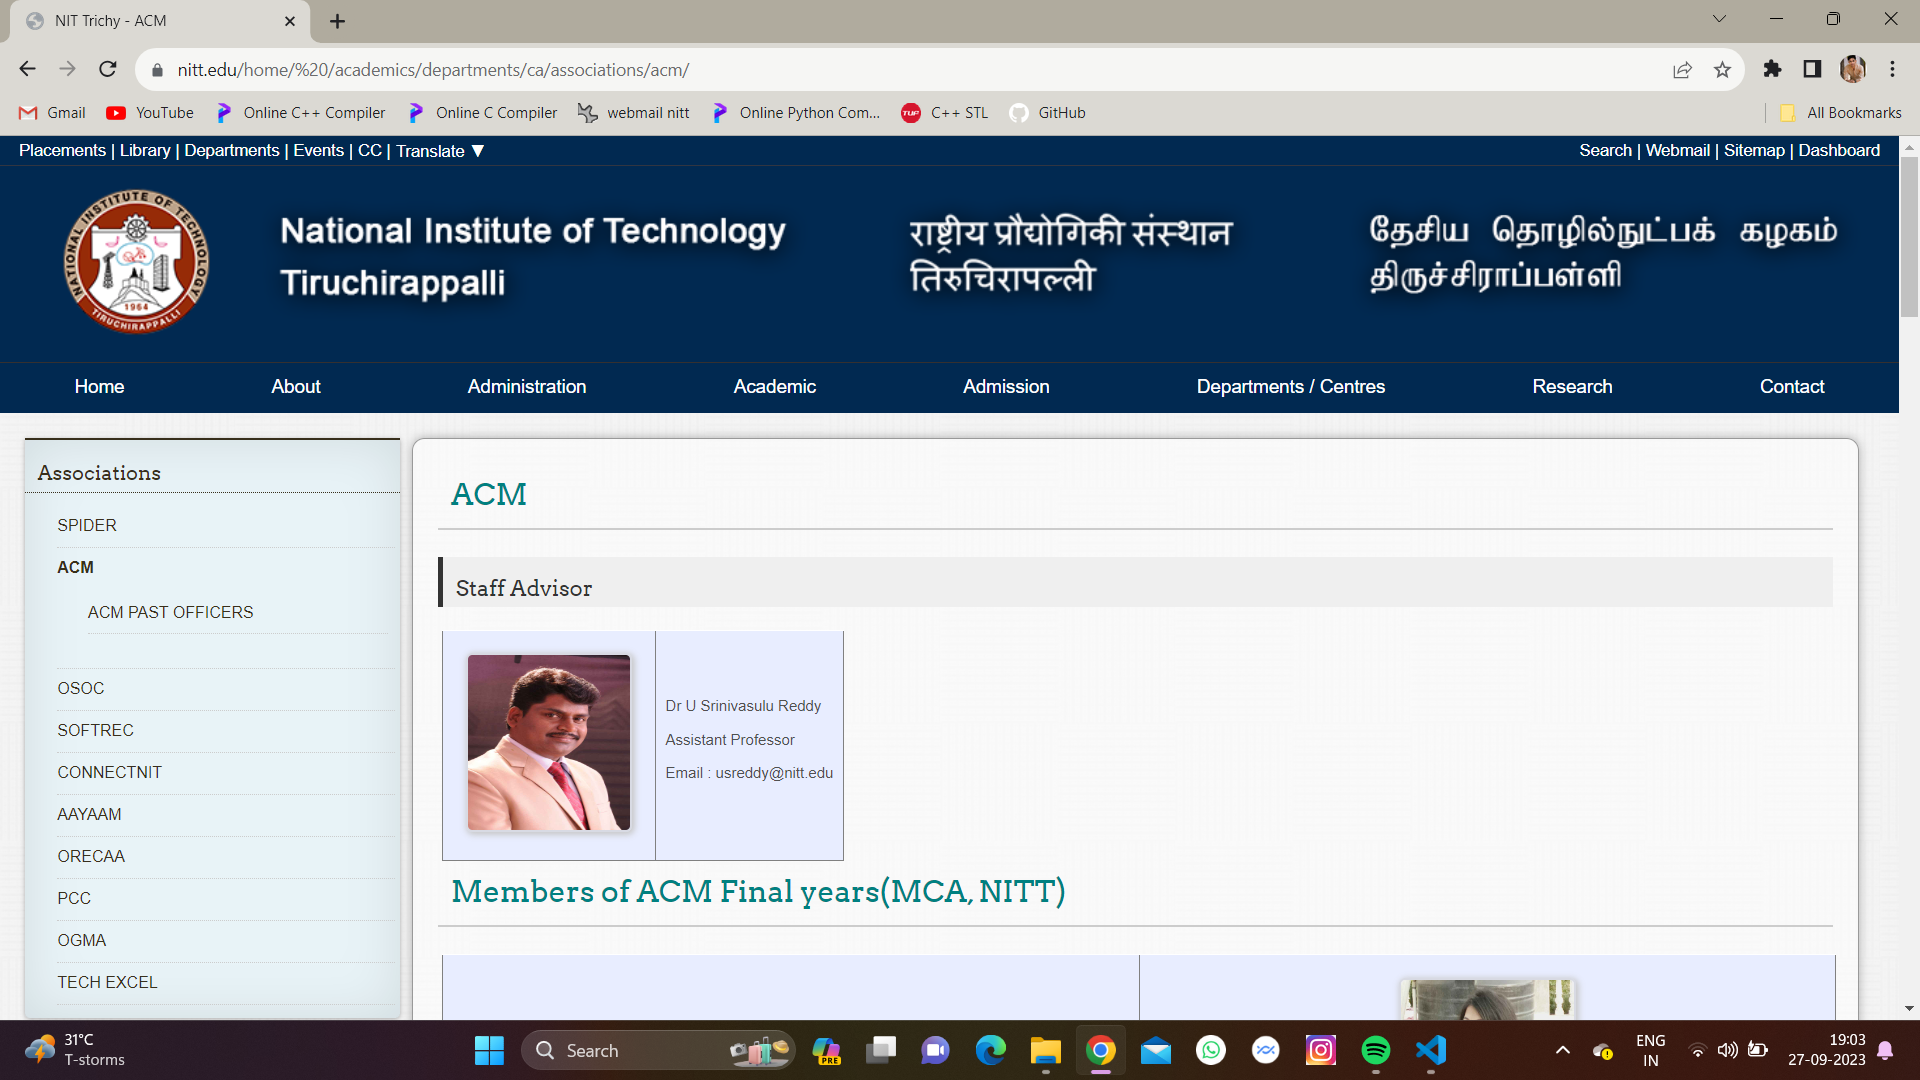 NIT Trichy - ACM
nitt.edu/home/%20/academics/departments/ca/associations/acm/
Gmail YouTube Online C++ Compiler Online C Compiler webmail nitt Online Python Com... TUF C++ STL GitHub All Bookmarks
Placements | Library | Departments | Events | CC | Translate ▼ Search | Webmail | Sitemap | Dashboard
NATIONAL INSTITUTE OF TECHNOLOGY
1964
TIRUCHIRAPPALLI
National Institute of Technology
Tiruchirappalli
राष्ट्रीय प्रौद्योगिकी संस्थान
तिरुचिरापल्ली
தேசிய தொழில்நுட்பக் கழகம்
திருச்சிராப்பள்ளி
Home About Administration Academic Admission Departments / Centres Research Contact
Associations
SPIDER
ACM
ACM PAST OFFICERS
OSOC
SOFTREC
CONNECTNIT
AAYAAM
ORECAA
PCC
OGMA
TECH EXCEL
ACM
Staff Advisor
Dr U Srinivasulu Reddy
Assistant Professor
Email : usreddy@nitt.edu
Members of ACM Final years(MCA, NITT)
31°C
T-storms
Search
PRE
ENG
IN
19:03
27-09-2023